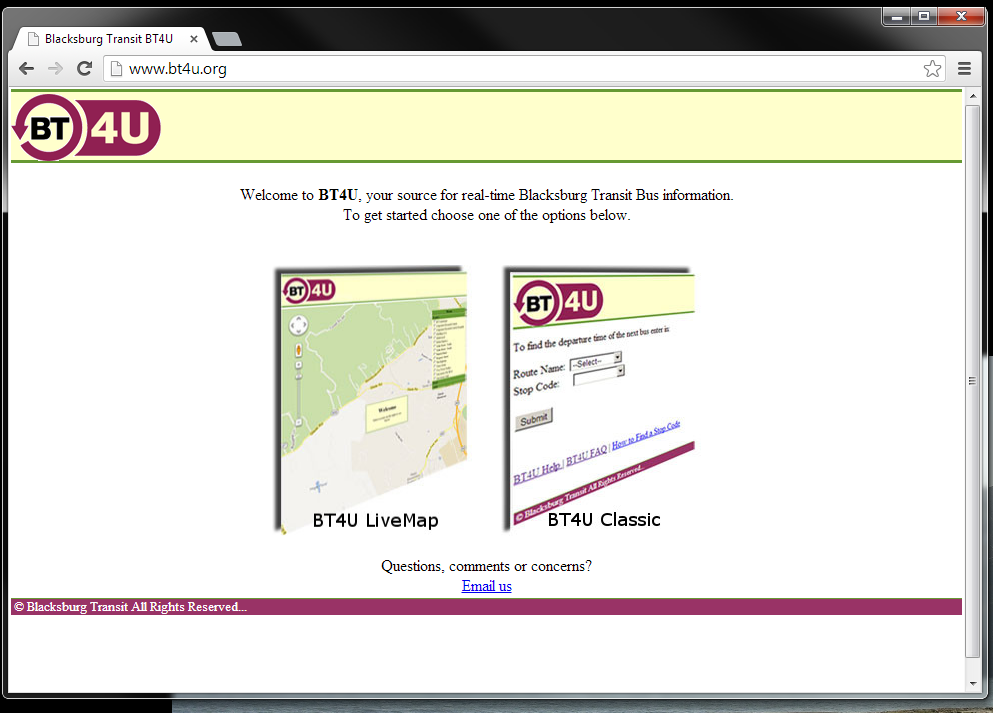 Blacksburg Transit BT4U
www.bt4u.org
BT 4U
Welcome to BT4U, your source for real-time Blacksburg Transit Bus information.
To get started choose one of the options below.
BT 4U
Welcome
BT4U LiveMap
BT 4U
To find the departure time of the next bus enter in
Route Name: --Select--
Stop Code:
Submit
BT4U Help | BT4U FAQ | How to Find a Stop Code
© Blacksburg Transit All Rights Reserved...
BT4U Classic
Questions, comments or concerns?
Email us
© Blacksburg Transit All Rights Reserved...